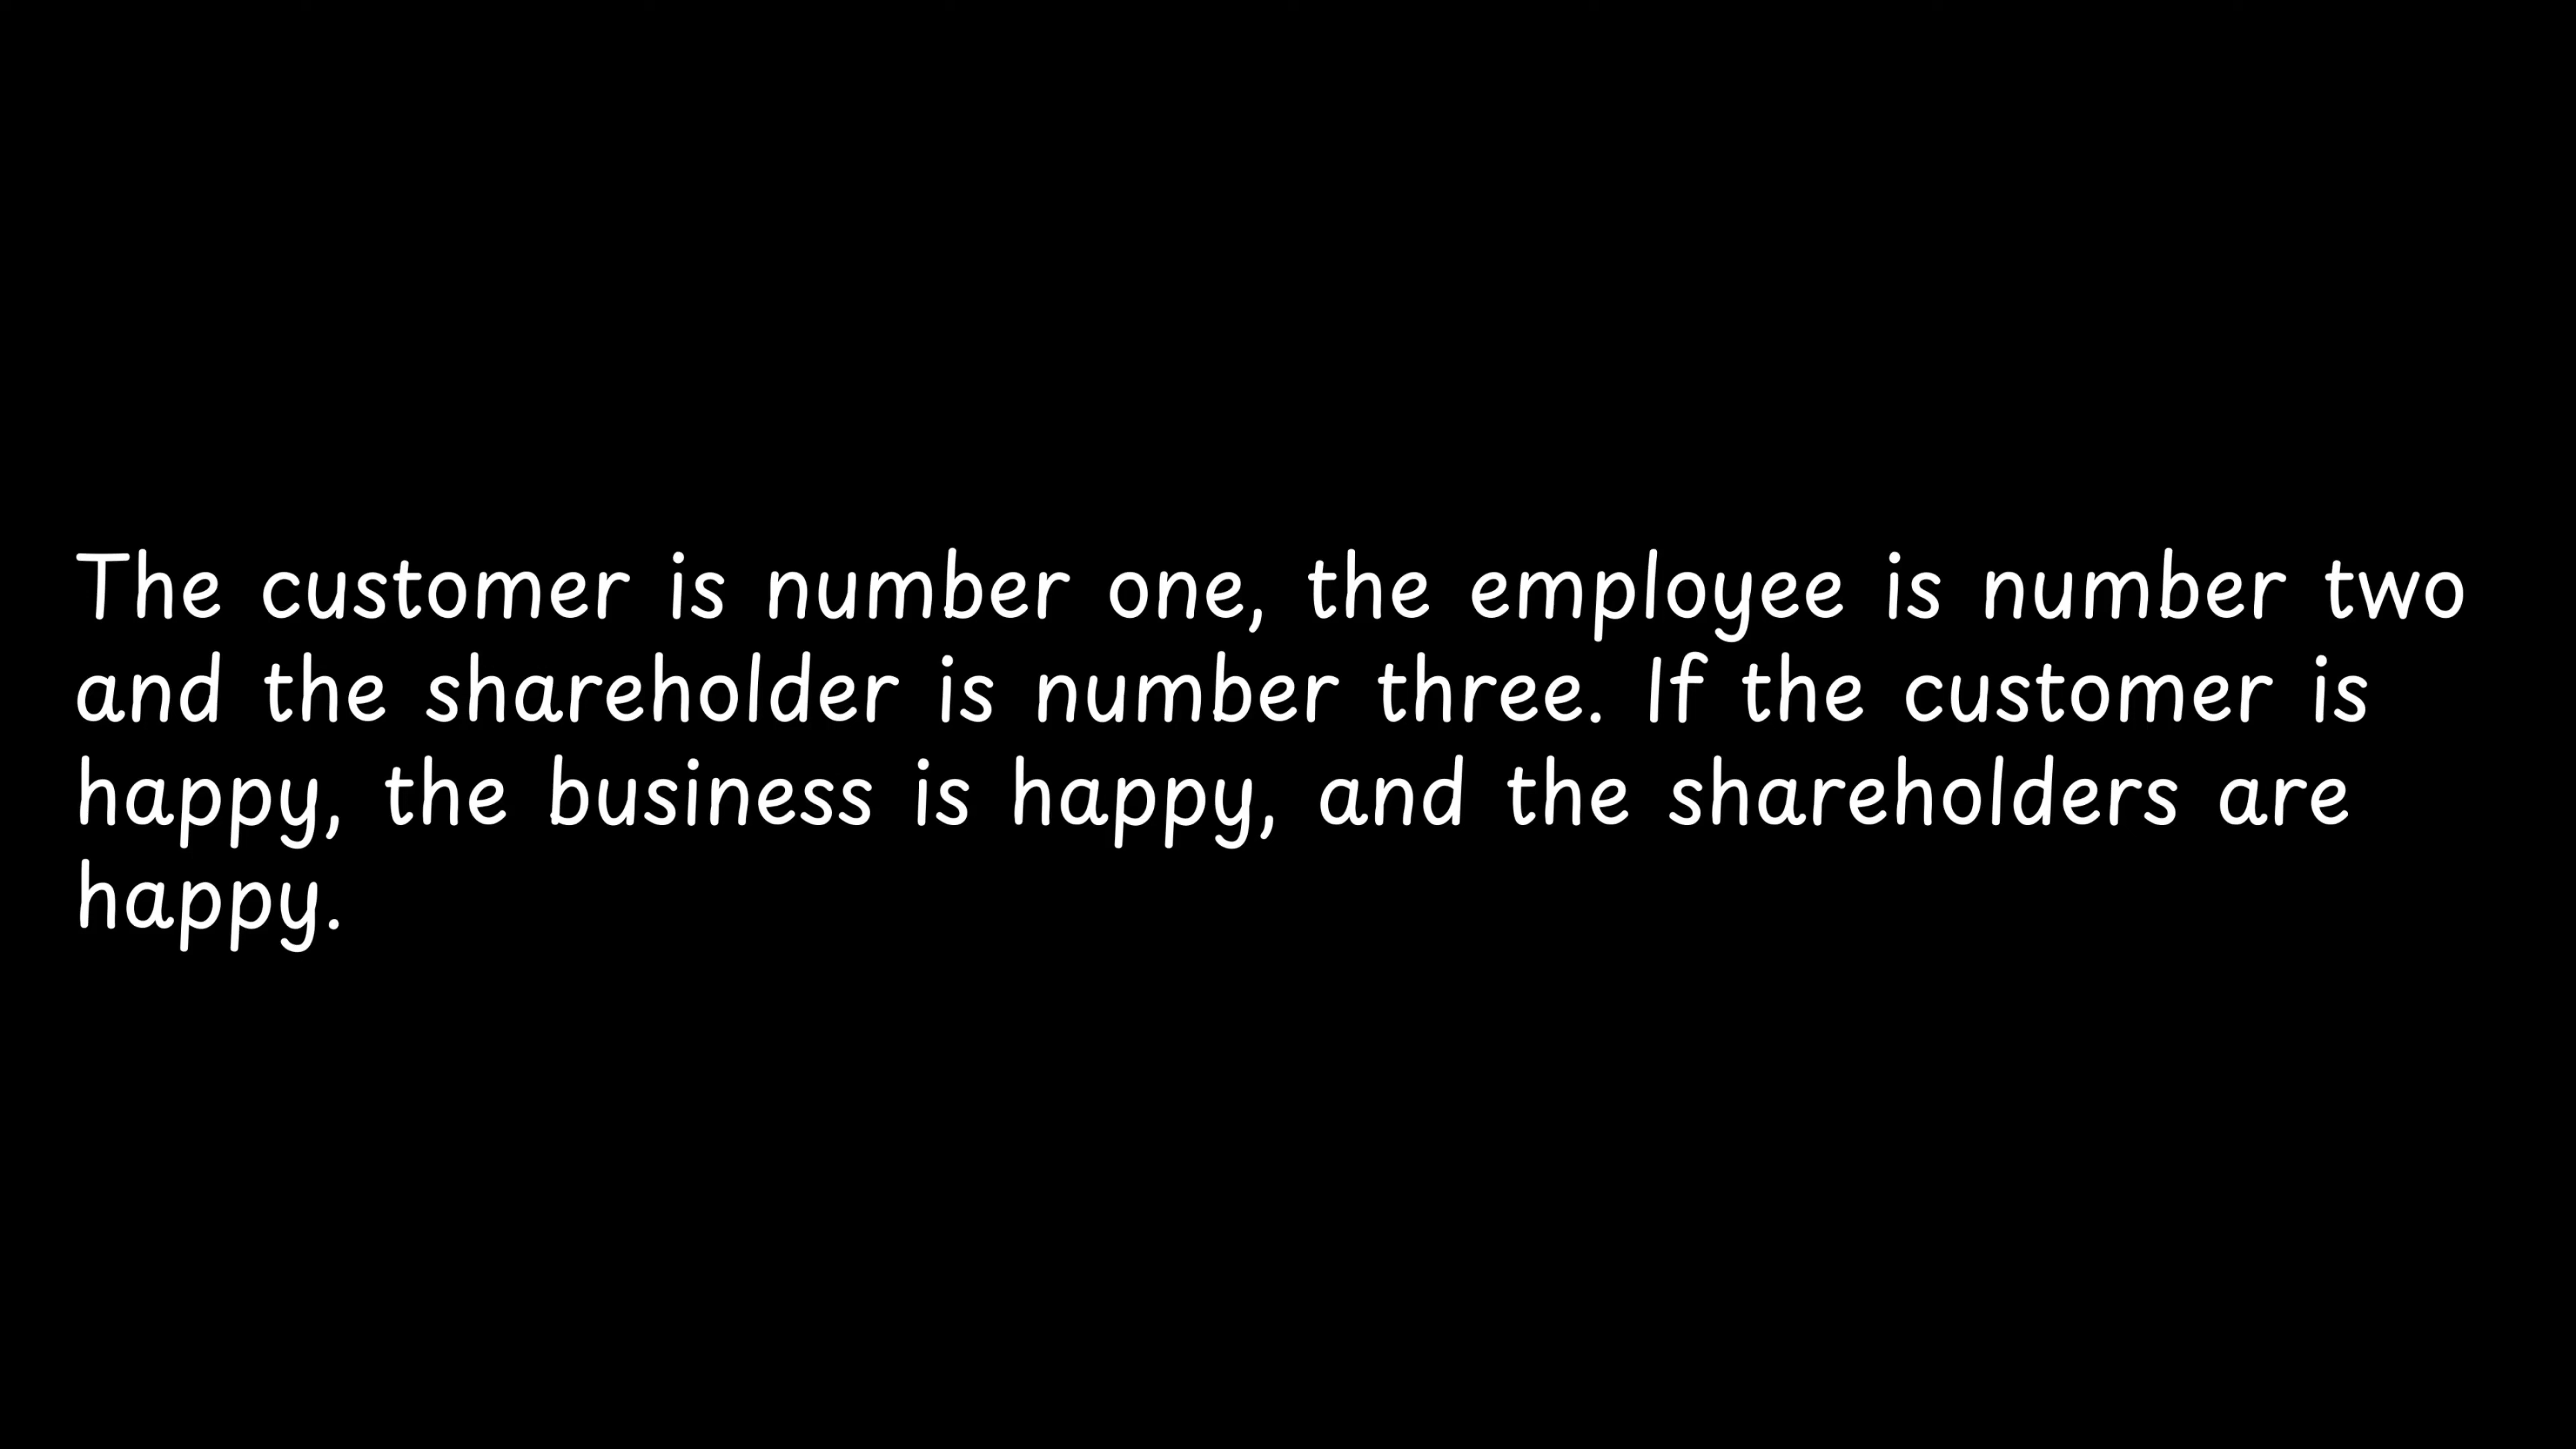 The customer is number one, the employee is number two
and the shareholder is number three. If the customer is
happy, the business is happy, and the shareholders are
happy.